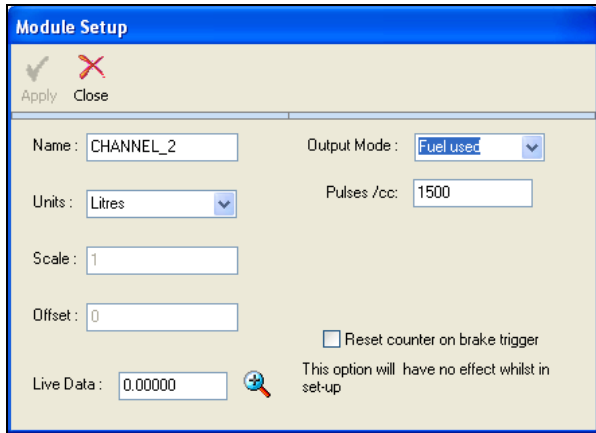 Module Setup
Apply Close
Name : CHANNEL_2
Output Mode : Fuel used
Units : Litres
Pulses /cc: 1500
Scale : 1
Offset : 0
Reset counter on brake trigger
This option will have no effect whilst in
set-up
Live Data : 0.00000